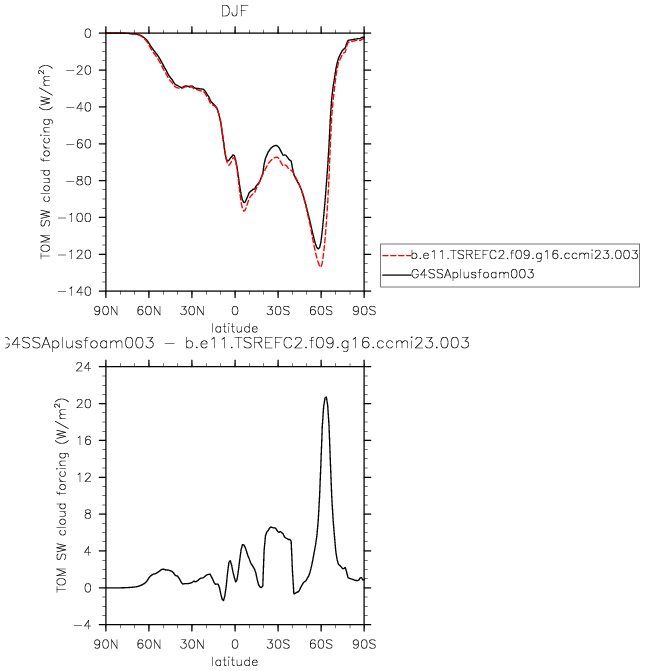 DJF
TOM SW cloud forcing (W/m²)
0
−20
−40
−60
−80
−100
−120
−140
90N 60N 30N 0 30S 60S 90S
latitude
b.e11.TSREFC2.f09.g16.ccmi23.003
G4SSAplusfoam003
G4SSAplusfoam003 − b.e11.TSREFC2.f09.g16.ccmi23.003
TOM SW cloud forcing (W/m²)
24
20
16
12
8
4
0
−4
90N 60N 30N 0 30S 60S 90S
latitude